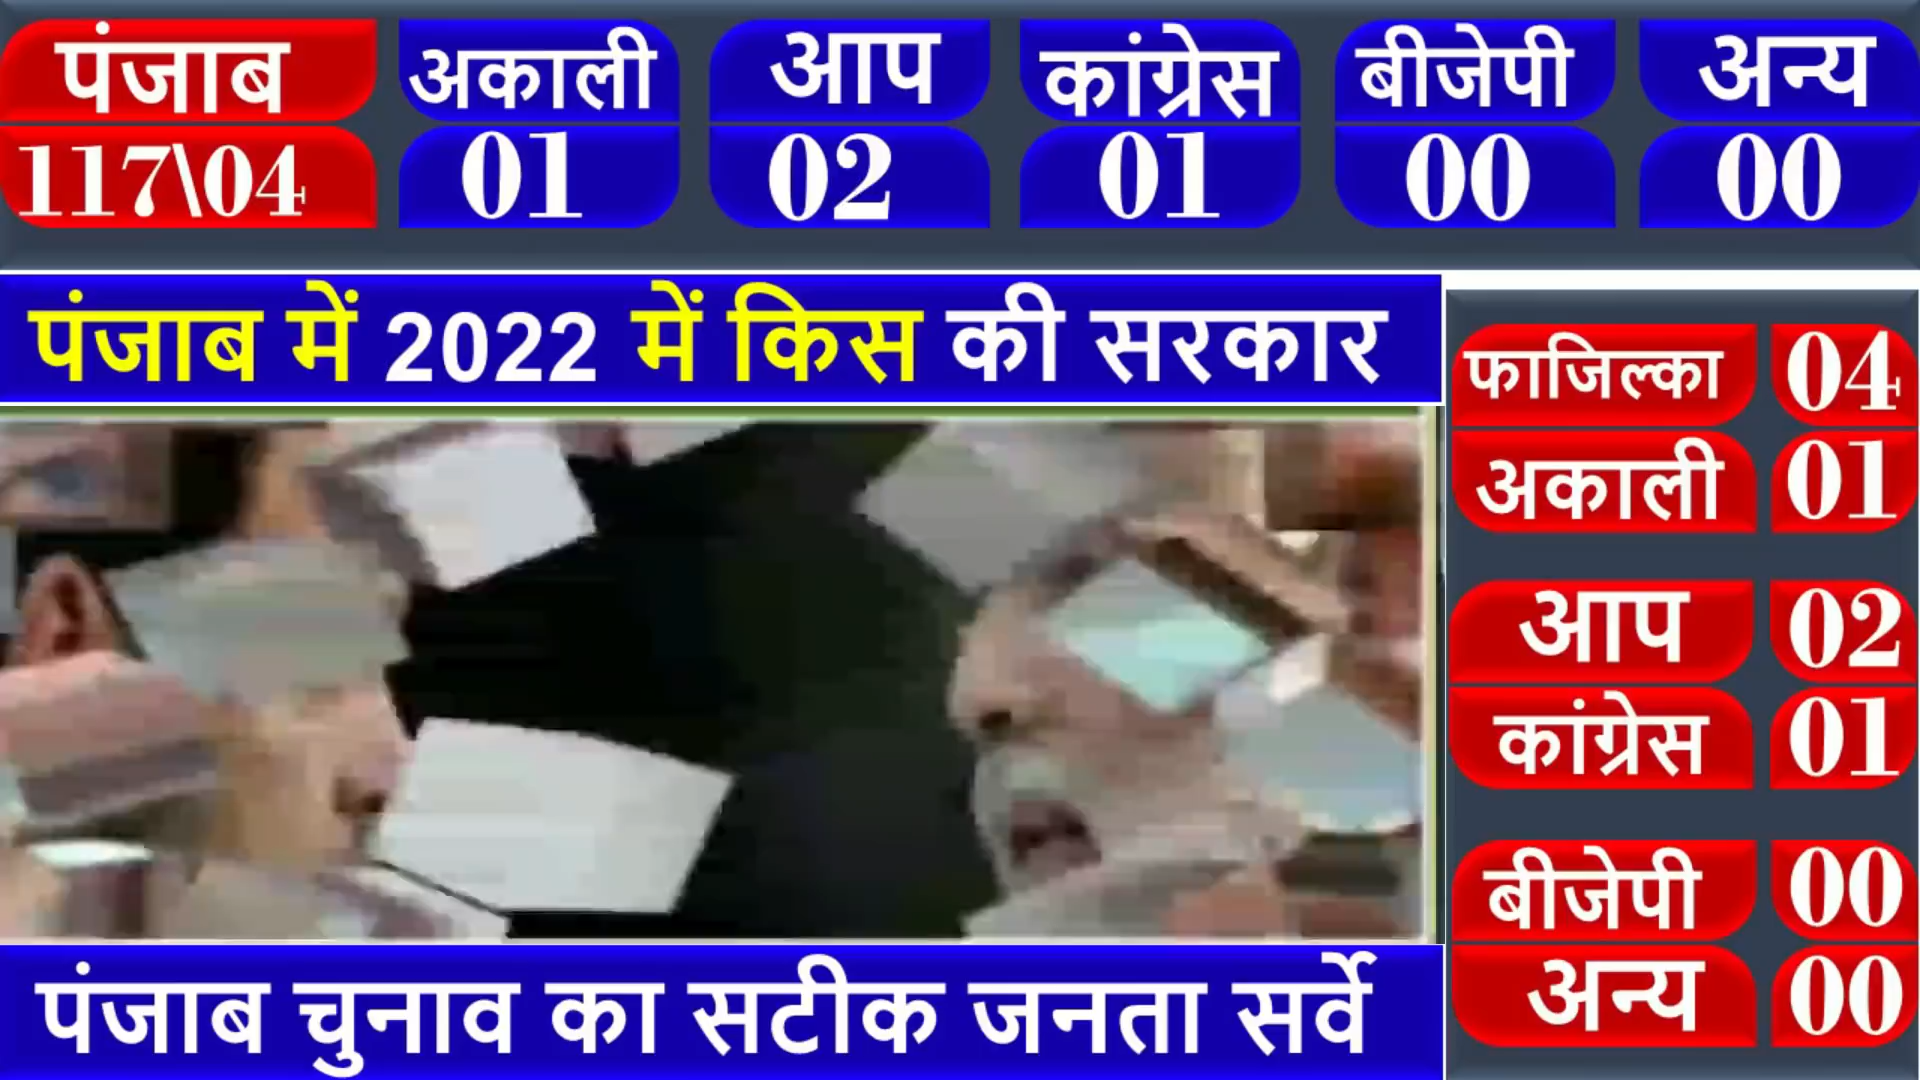 पंजाब अकाली आप कांग्रेस बीजेपी अन्य
117\04 01 02 01 00 00
पंजाब में 2022 में किस की सरकार
फाजिल्का 04
अकाली 01
आप 02
कांग्रेस 01
बीजेपी 00
अन्य 00
पंजाब चुनाव का सटीक जनता सर्वे